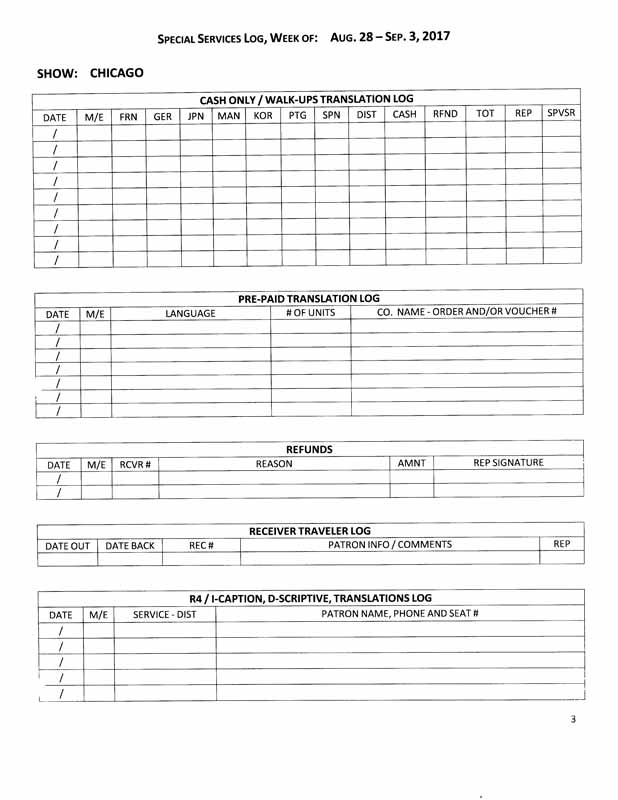 SPECIAL SERVICES LOG, WEEK OF: AUG. 28 – SEP. 3, 2017
SHOW: CHICAGO
CASH ONLY / WALK-UPS TRANSLATION LOG
DATE M/E FRN GER JPN MAN KOR PTG SPN DIST CASH RFND TOT REP SPVSR
/
/
/
/
/
/
/
/
/
PRE-PAID TRANSLATION LOG
DATE M/E LANGUAGE # OF UNITS CO. NAME - ORDER AND/OR VOUCHER #
/
/
/
/
/
/
/
REFUNDS
DATE M/E RCVR # REASON AMNT REP SIGNATURE
/
/
RECEIVER TRAVELER LOG
DATE OUT DATE BACK REC # PATRON INFO / COMMENTS REP
R4 / I-CAPTION, D-SCRIPTIVE, TRANSLATIONS LOG
DATE M/E SERVICE - DIST PATRON NAME, PHONE AND SEAT #
/
/
/
/
/
3